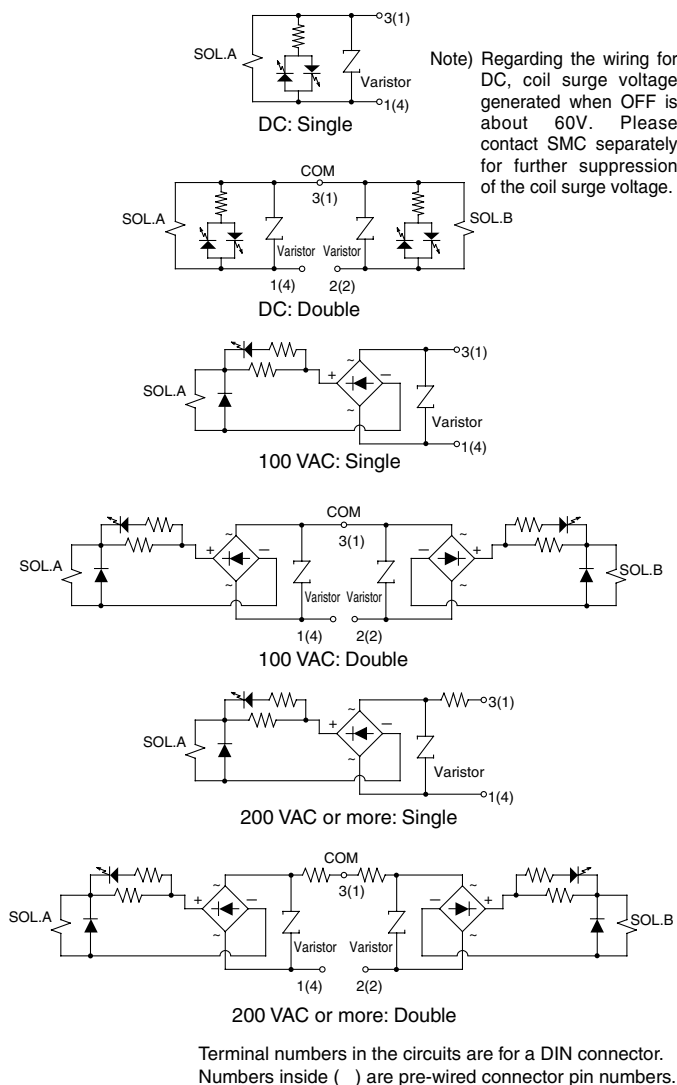 3(1)
SOL.A
Varistor
1(4)
DC: Single
Note) Regarding the wiring for
DC, coil surge voltage
generated when OFF is
about 60V. Please
contact SMC separately
for further suppression
of the coil surge voltage.
COM
3(1)
SOL.A
SOL.B
Varistor Varistor
1(4) 2(2)
DC: Double
3(1)
~
+ −
SOL.A
~
Varistor
1(4)
100 VAC: Single
COM
3(1)
~ ~
+ − − +
SOL.A
SOL.B
~ ~
Varistor Varistor
1(4) 2(2)
100 VAC: Double
3(1)
~
+ −
SOL.A
~
Varistor
1(4)
200 VAC or more: Single
COM
3(1)
~ ~
+ − − +
SOL.A
SOL.B
~ ~
Varistor Varistor
1(4) 2(2)
200 VAC or more: Double
Terminal numbers in the circuits are for a DIN connector.
Numbers inside ( ) are pre-wired connector pin numbers.